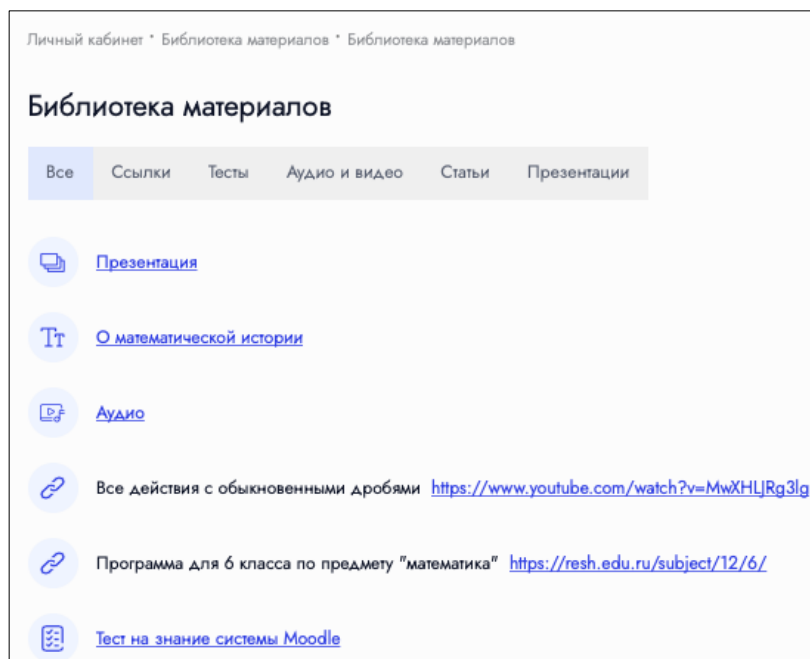 Личный кабинет • Библиотека материалов • Библиотека материалов
Библиотека материалов
Все Ссылки Тесты Аудио и видео Статьи Презентации
Презентация
О математической истории
Аудио
Все действия с обыкновенными дробями https://www.youtube.com/watch?v=MwXHLJRg3lg
Программа для 6 класса по предмету "математика" https://resh.edu.ru/subject/12/6/
Тест на знание системы Moodle